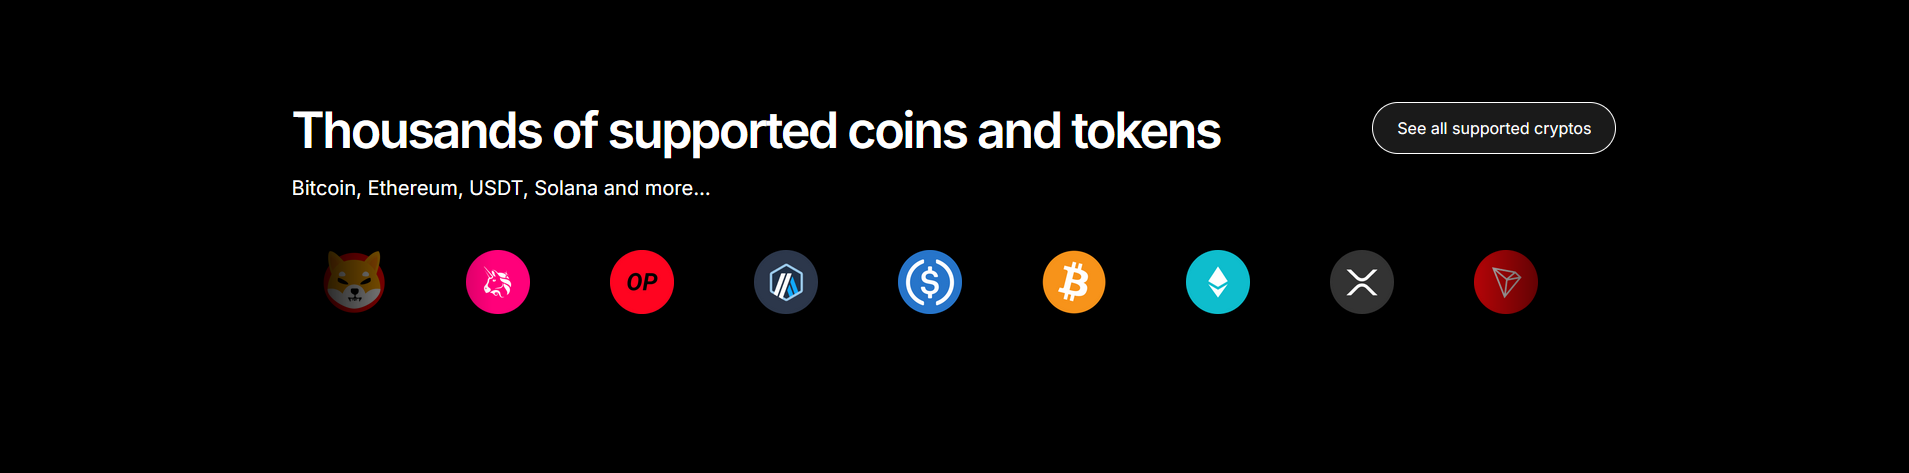 Thousands of supported coins and tokens
See all supported cryptos
Bitcoin, Ethereum, USDT, Solana and more...
OP